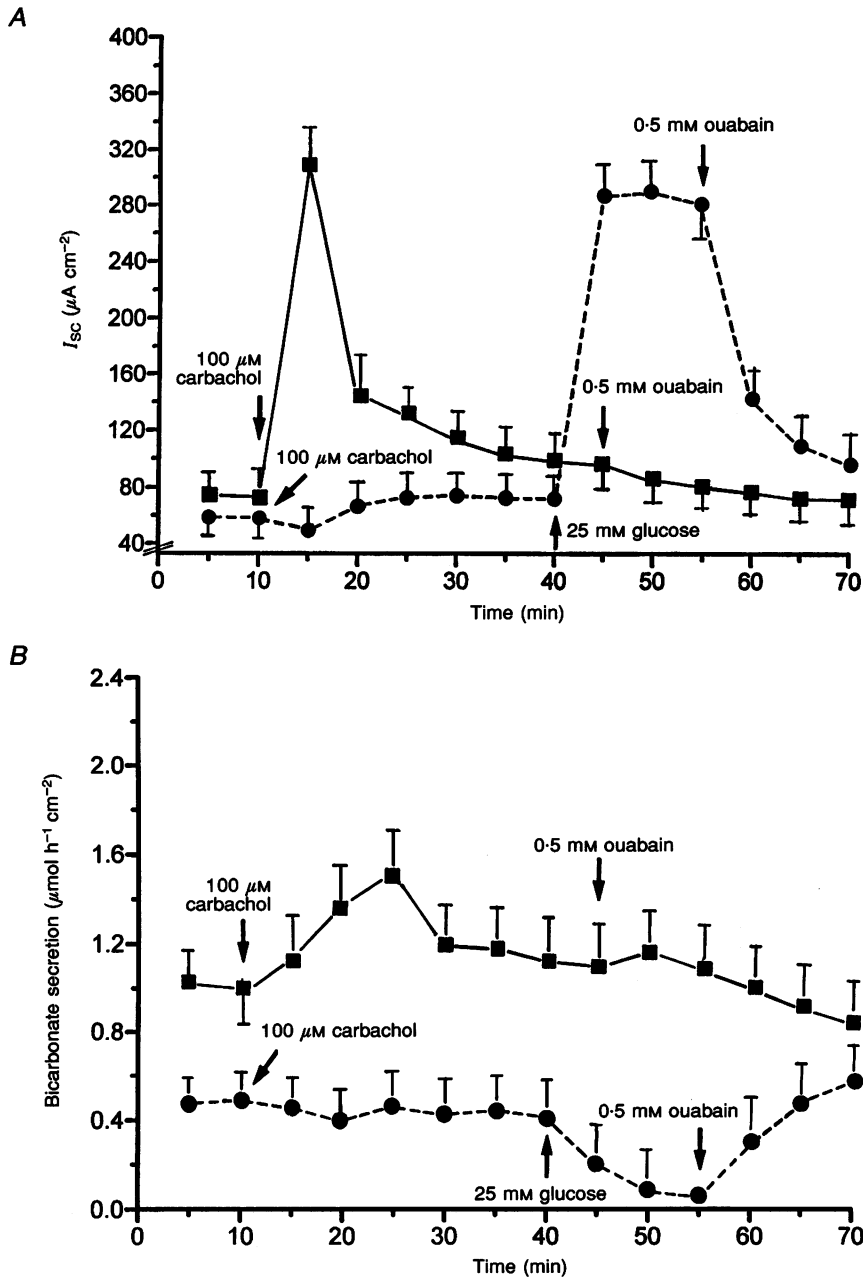 A
400
360
320
280
240
200
160
120
80
40
I_SC (μA cm⁻²)
0·5 mM ouabain
100 μM
carbachol
0·5 mM ouabain
100 μM carbachol
25 mM glucose
0 10 20 30 40 50 60 70
Time (min)
B
2.4
2.0
1.6
1.2
0.8
0.4
0.0
Bicarbonate secretion (μmol h⁻¹ cm⁻²)
0·5 mM ouabain
100 μM
carbachol
100 μM carbachol
0·5 mM ouabain
25 mM glucose
0 10 20 30 40 50 60 70
Time (min)